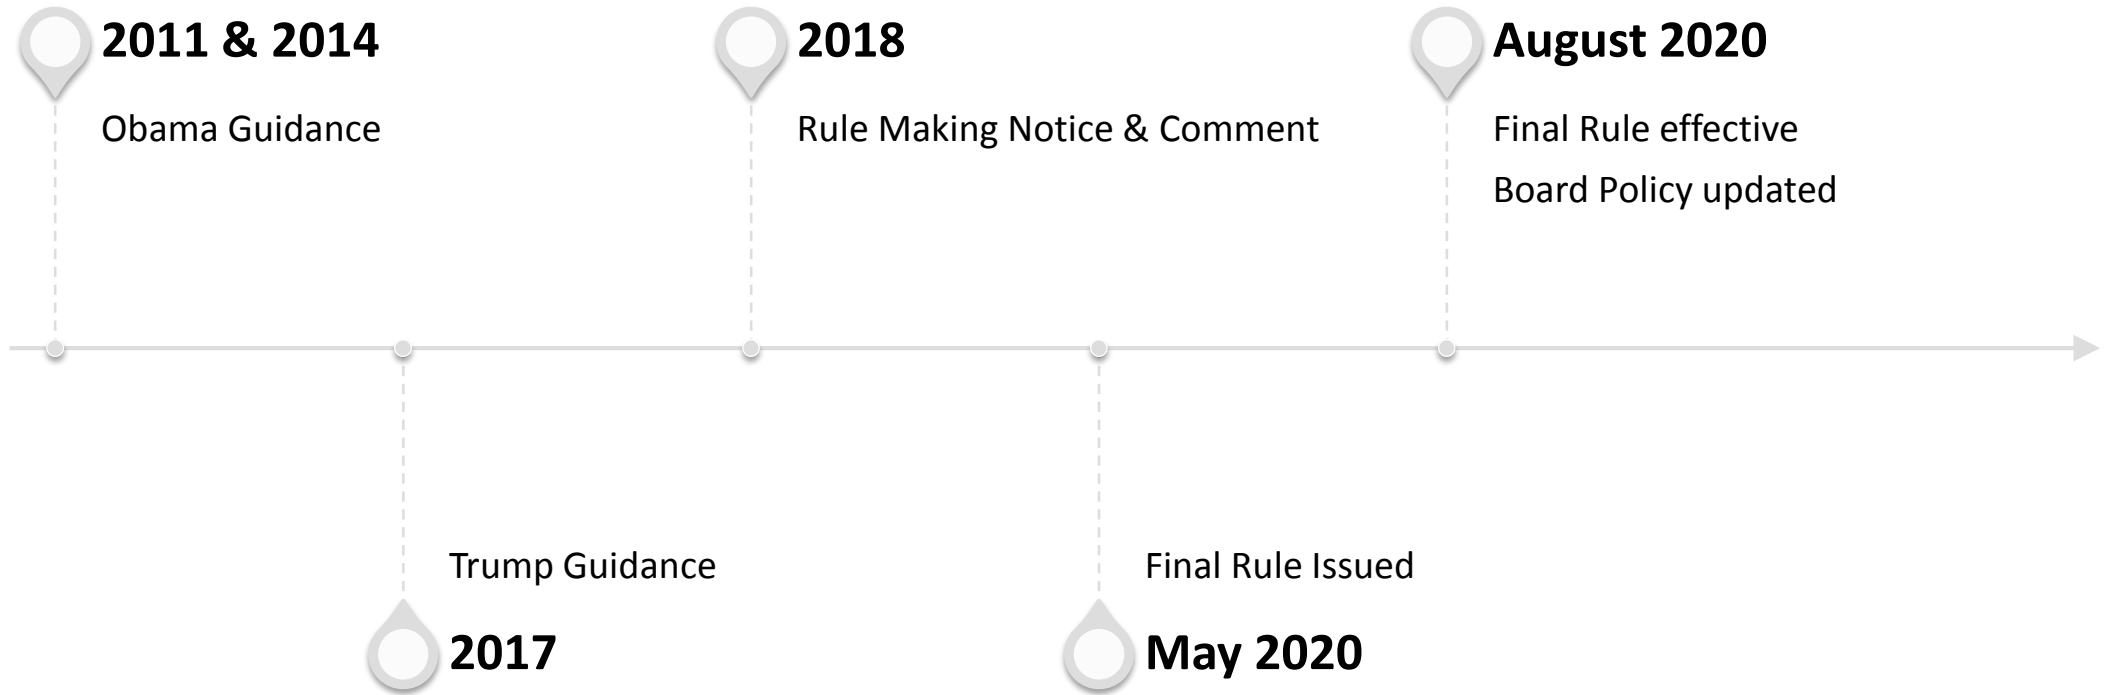 2011 & 2014
Obama Guidance
2018
Rule Making Notice & Comment
August 2020
Final Rule effective
Board Policy updated
Trump Guidance
2017
Final Rule Issued
May 2020